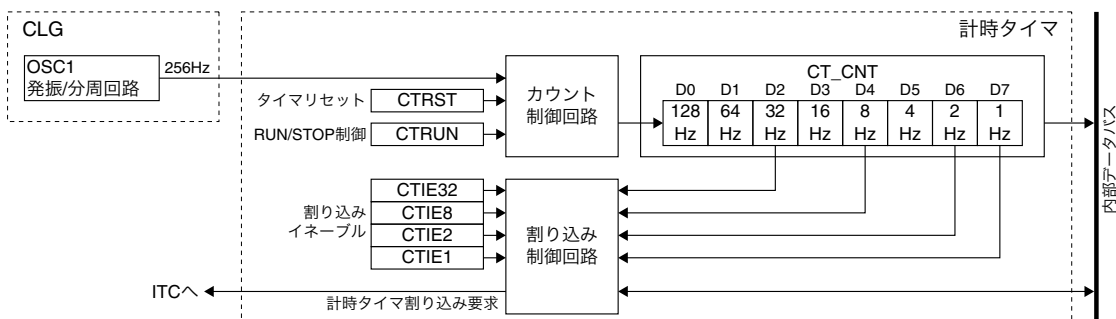 CLG
計時タイマ
OSC1
発振/分周回路
256Hz
タイマリセット
CTRST
RUN/STOP制御
CTRUN
カウント
制御回路
CT_CNT
D0 D1 D2 D3 D4 D5 D6 D7
128 64 32 16 8 4 2 1
Hz Hz Hz Hz Hz Hz Hz Hz
内部データバス
割り込み
イネーブル
CTIE32
CTIE8
CTIE2
CTIE1
割り込み
制御回路
ITCへ
計時タイマ割り込み要求